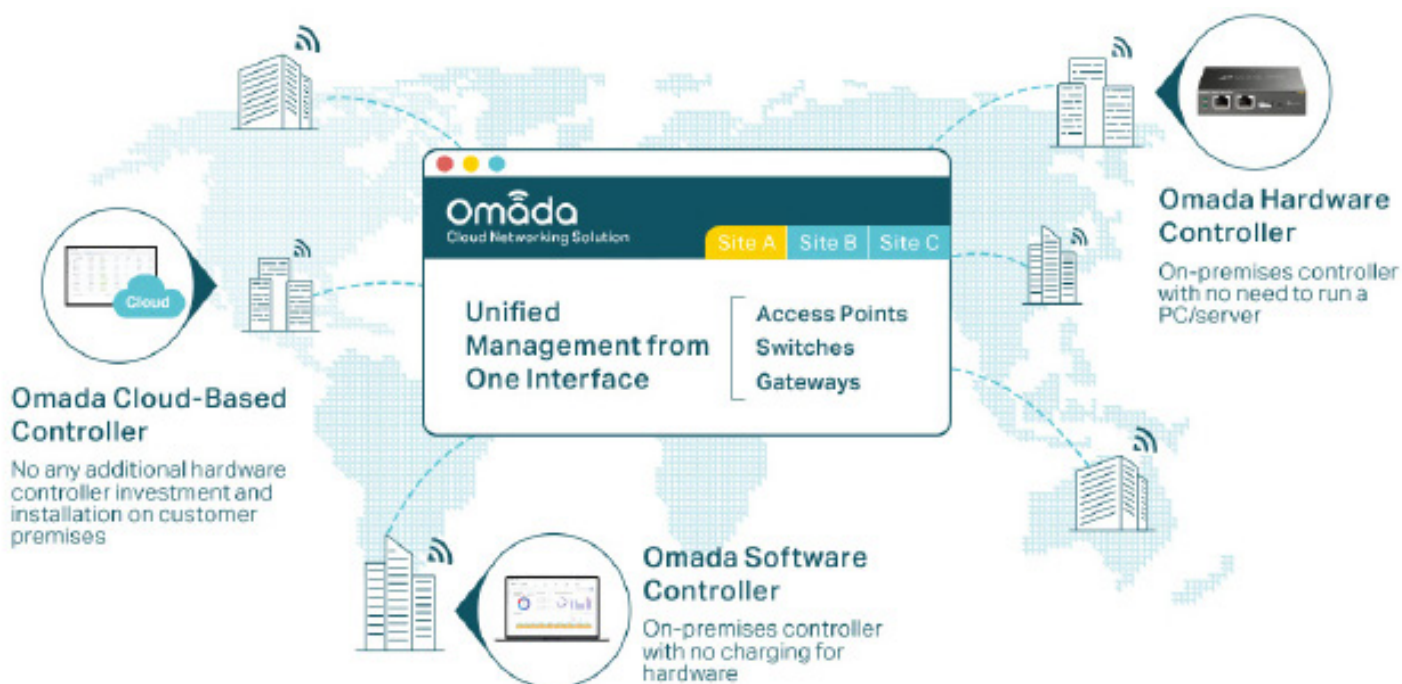 Omada
Cloud Networking Solution
Site A
Site B
Site C
Unified
Management from
One Interface
Access Points
Switches
Gateways
Omada Hardware
Controller
On-premises controller
with no need to run a
PC/server
Cloud
Omada Cloud-Based
Controller
No any additional hardware
controller investment and
installation on customer
premises
Omada Software
Controller
On-premises controller
with no charging for
hardware